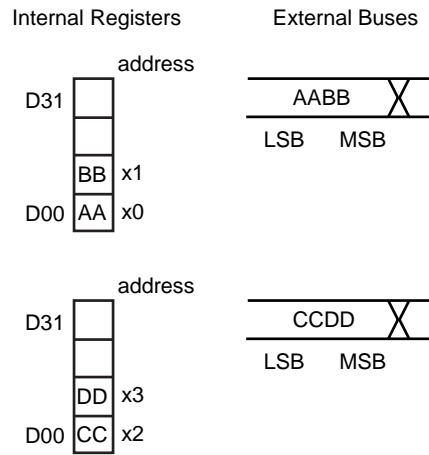 Internal Registers External Buses
address
D31 AABB
LSB MSB
BB x1
D00 AA x0
address
D31 CCDD
LSB MSB
DD x3
D00 CC x2